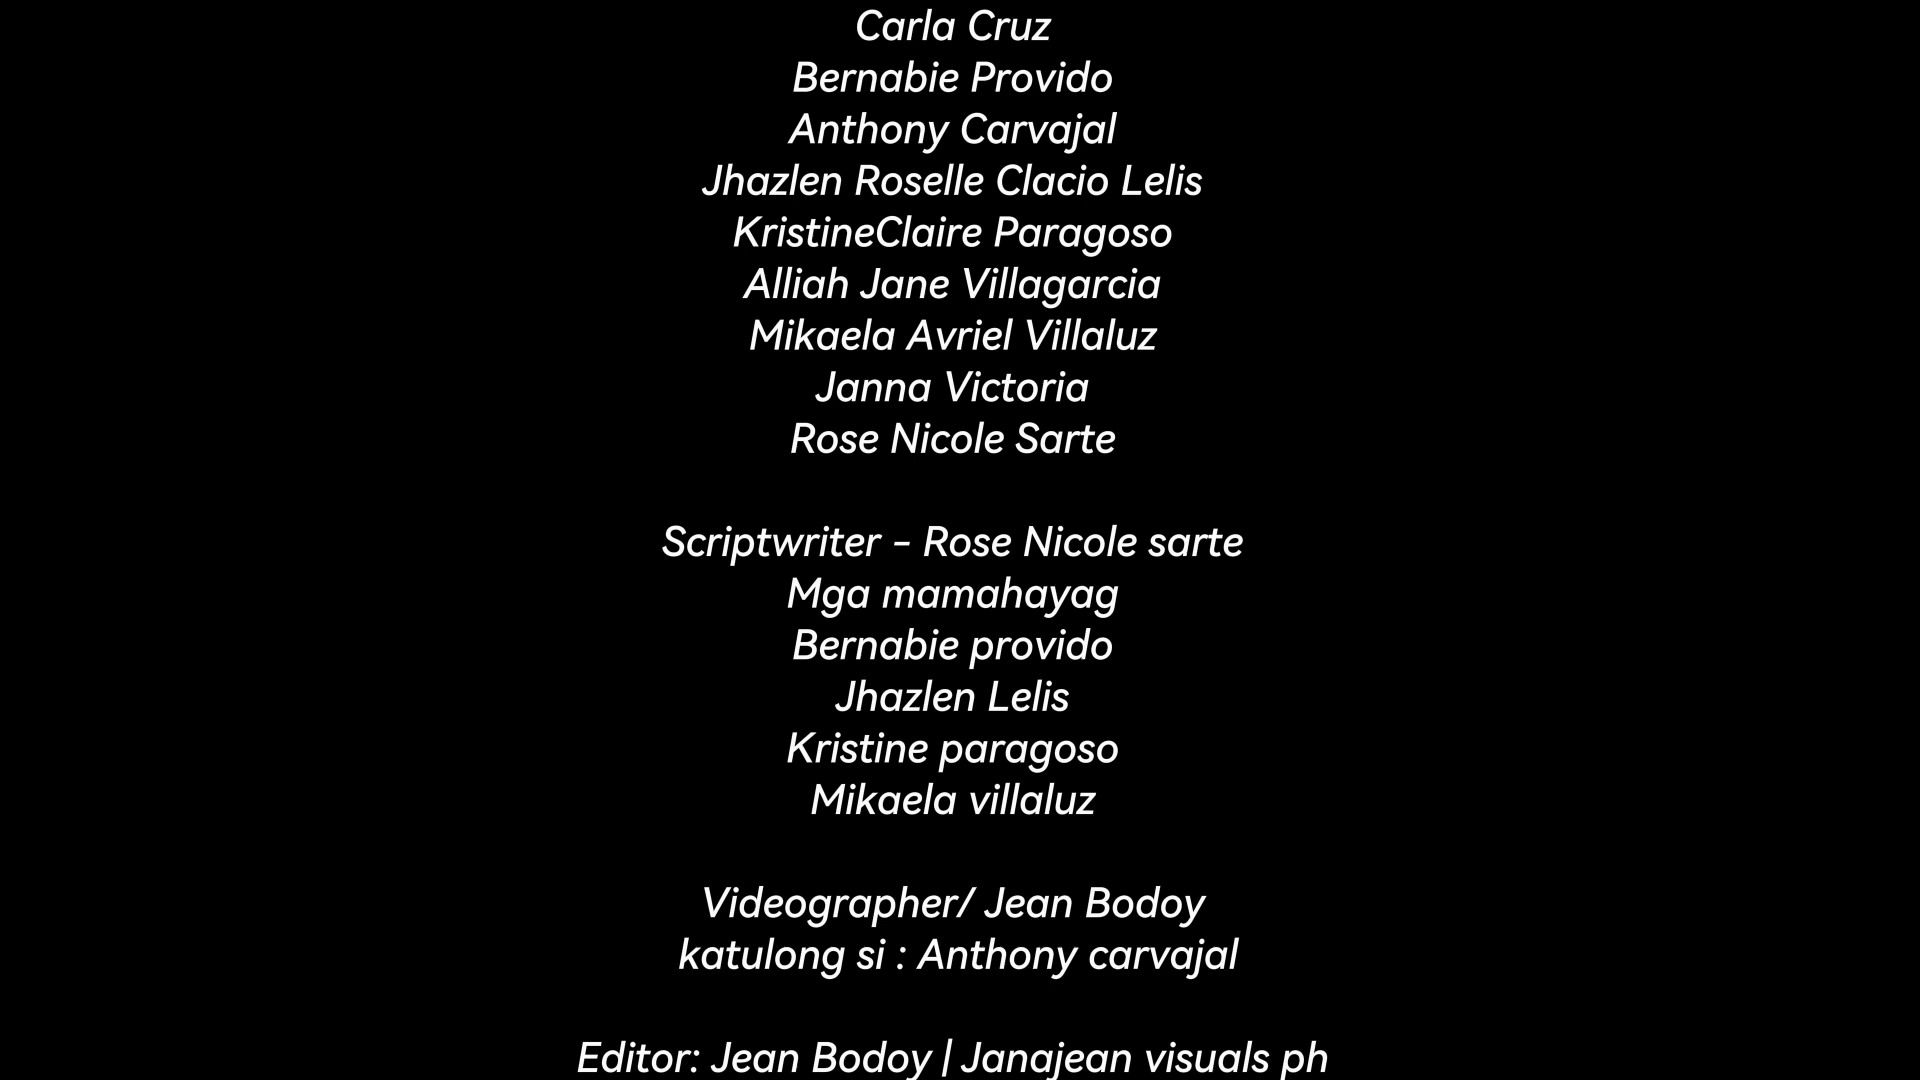 Carla Cruz
Bernabie Provido
Anthony Carvajal
Jhazlen Roselle Clacio Lelis
KristineClaire Paragoso
Alliah Jane Villagarcia
Mikaela Avriel Villaluz
Janna Victoria
Rose Nicole Sarte
Scriptwriter - Rose Nicole sarte
Mga mamahayag
Bernabie provido
Jhazlen Lelis
Kristine paragoso
Mikaela villaluz
Videographer/ Jean Bodoy
katulong si : Anthony carvajal
Editor: Jean Bodoy | Janajean visuals ph